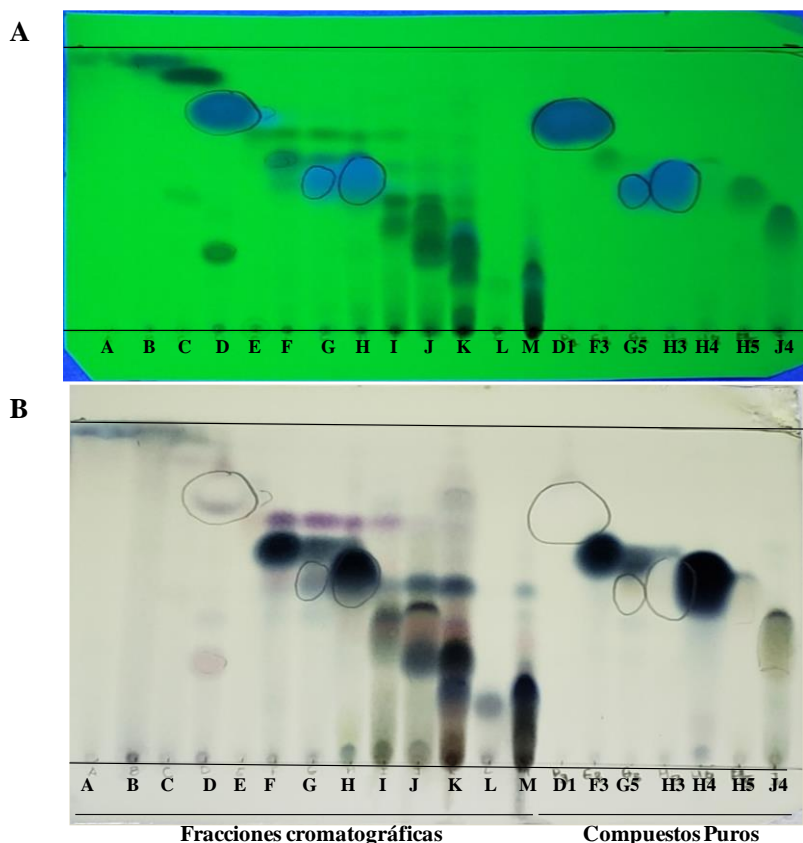 A
A B C D E F G H I J K L M D1 F3 G5 H3 H4 H5 J4
B
A B C D E F G H I J K L M D1 F3 G5 H3 H4 H5 J4
Fracciones cromatográficas Compuestos Puros